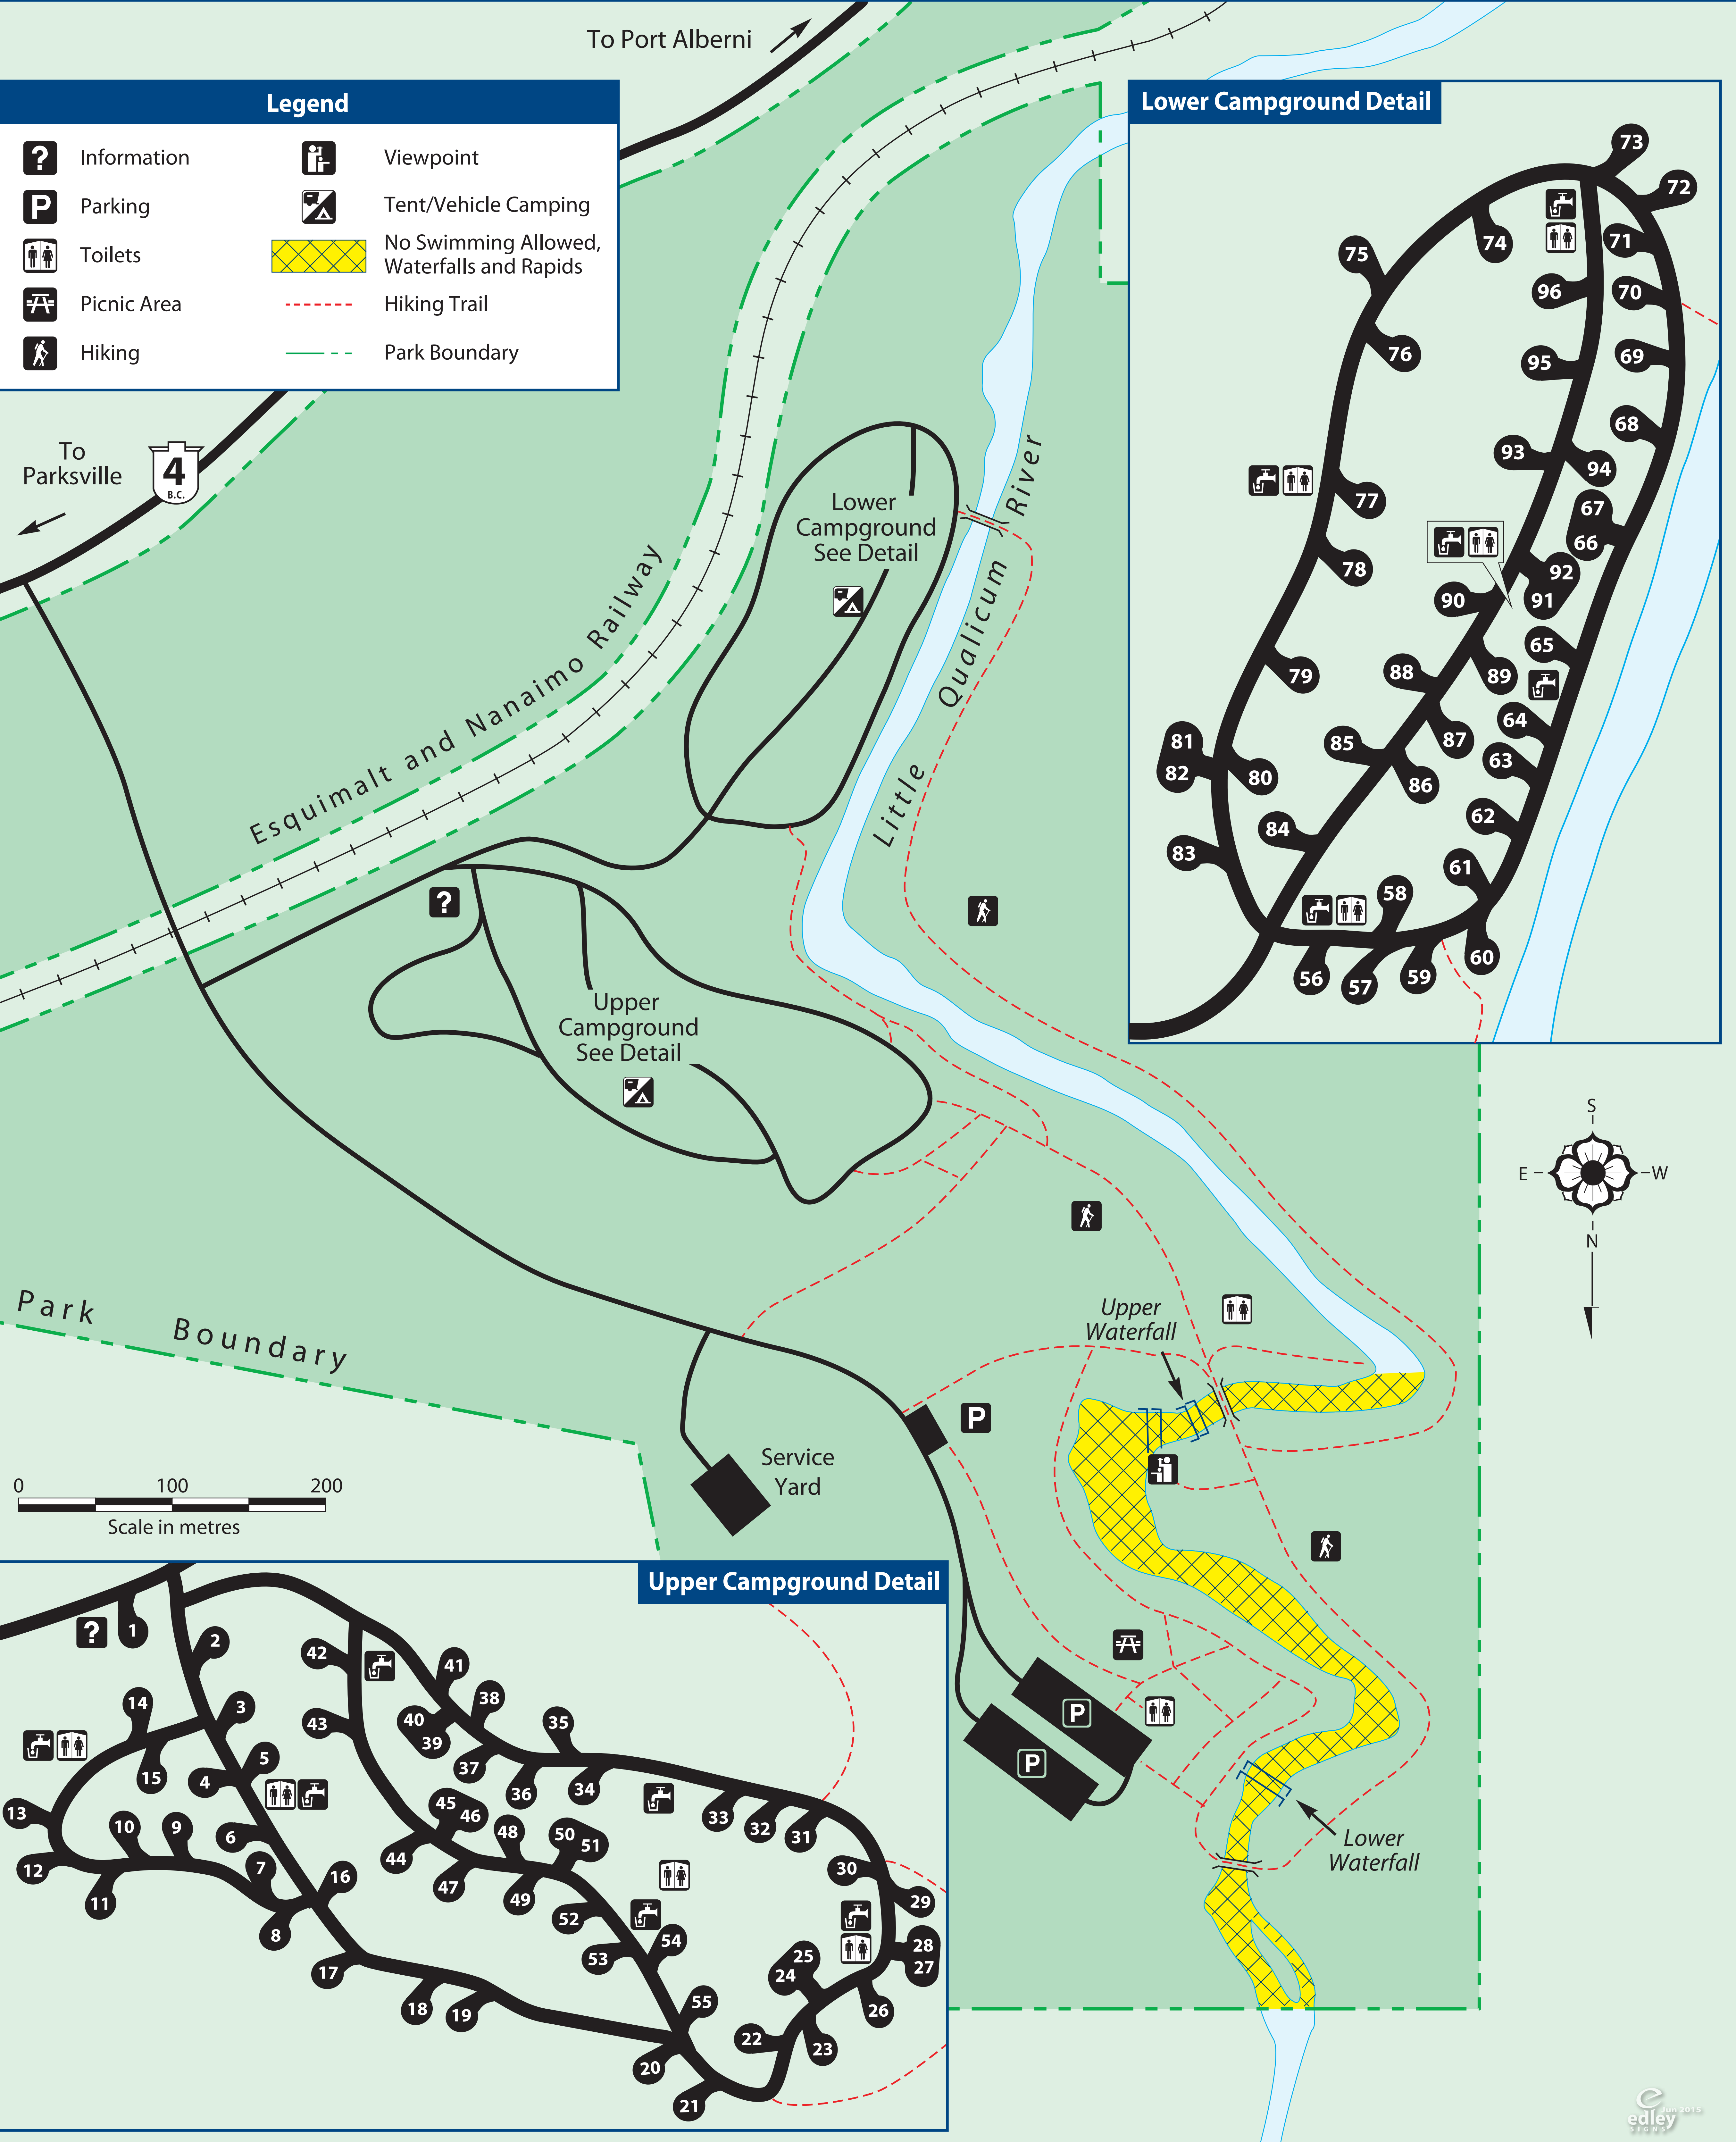 To Port Alberni
Legend
? Information
P Parking
Toilets
Picnic Area
Hiking
Viewpoint
Tent/Vehicle Camping
No Swimming Allowed,
Waterfalls and Rapids
Hiking Trail
Park Boundary
To
Parksville
4
B.C.
Esquimalt and Nanaimo Railway
Lower
Campground
See Detail
Little Qualicum River
?
Upper
Campground
See Detail
Park Boundary
0 100 200
Scale in metres
Service
Yard
P
P
P
Upper
Waterfall
Lower
Waterfall
S
E
W
N
Lower Campground Detail
73
72
74
71
75
96
70
76
95
69
68
93
94
77
67
66
78
92
90
91
65
79
88
89
64
81
85
87
63
82
80
86
62
84
83
61
58
60
56
57
59
Upper Campground Detail
?
1
2
42
41
14
3
38
43
40
39
35
15
5
37
4
36
34
13
45
46
33
10
9
6
48
50
51
32
31
12
7
44
30
11
16
47
49
29
8
52
54
28
17
53
25
27
24
18
19
55
26
22
23
20
21
e
Jun 2015
edley
SIGNS